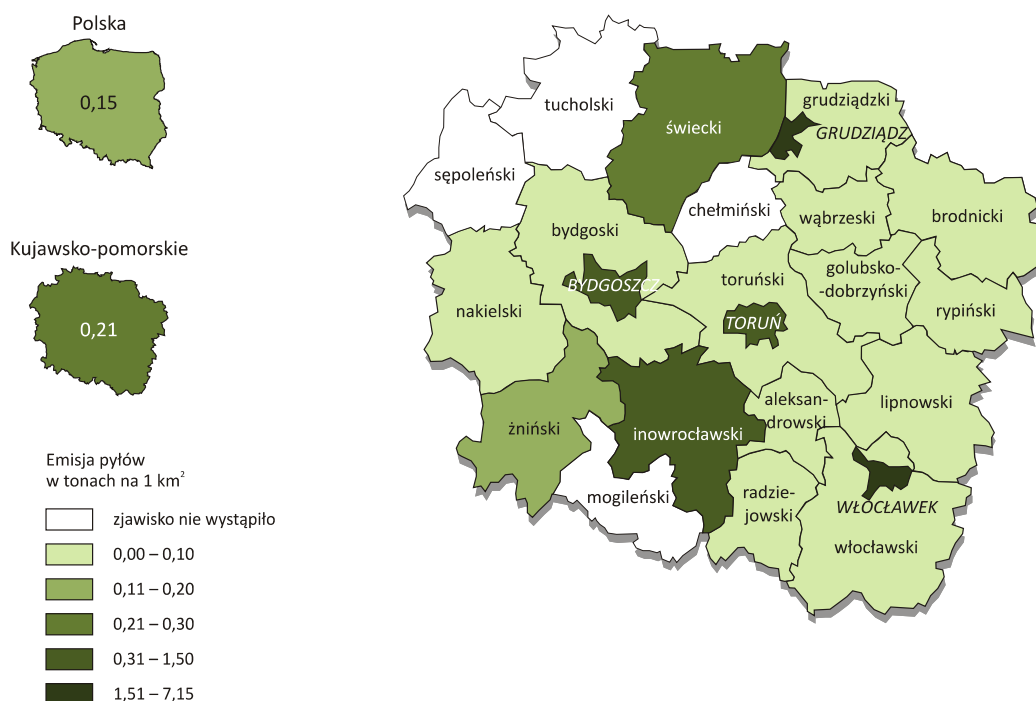 Polska
0,15
Kujawsko-pomorskie
0,21
Emisja pyłów
w tonach na 1 km²
zjawisko nie wystąpiło
0,00 – 0,10
0,11 – 0,20
0,21 – 0,30
0,31 – 1,50
1,51 – 7,15
tucholski
świecki
grudziądzki
GRUDZIĄDZ
sępoleński
chełmiński
wąbrzeski
brodnicki
bydgoski
BYDGOSZCZ
toruński
TORUŃ
golubsko-
-dobrzyński
rypiński
nakielski
żniński
inowrocławski
aleksan-
drowski
lipnowski
mogileński
radzie-
jowski
WŁOCŁAWEK
włocławski